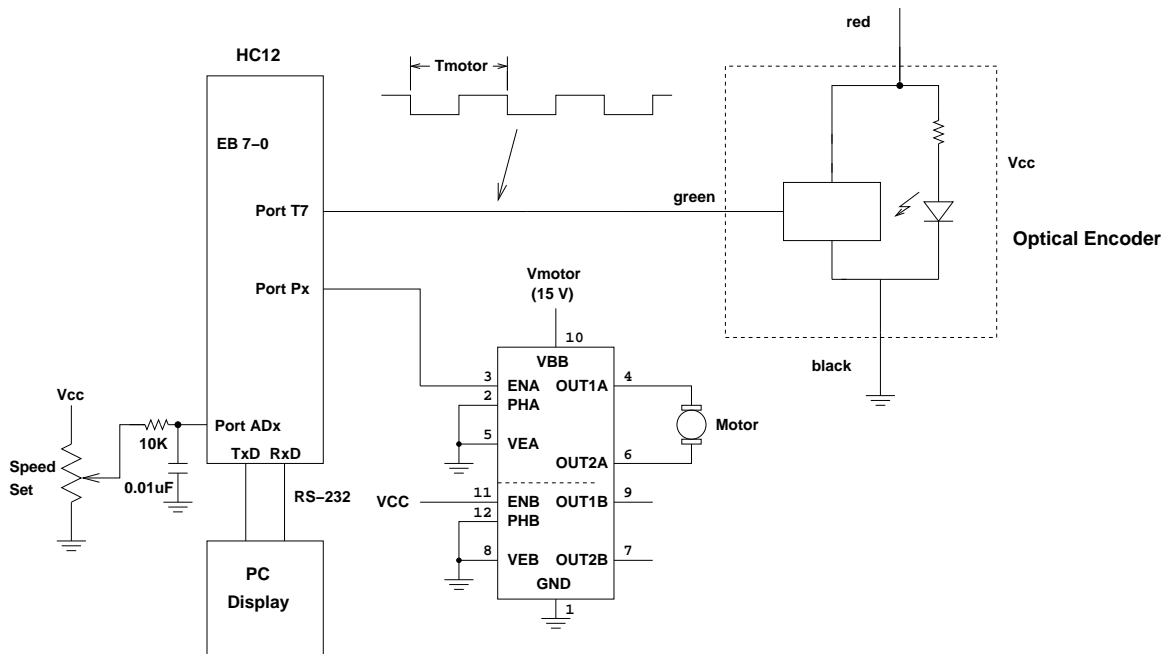 red
HC12
Tmotor
EB 7-0
Vcc
Port T7
green
Optical Encoder
Port Px
Vmotor
(15 V)
black
10
VBB
3 ENA OUT1A 4
2 PHA
Vcc
Motor
Port ADx
5 VEA
10K
TxD RxD
OUT2A 6
Speed
Set
0.01uF
RS-232
VCC 11 ENB OUT1B 9
12 PHB
8 VEB OUT2B 7
PC
Display
GND
1